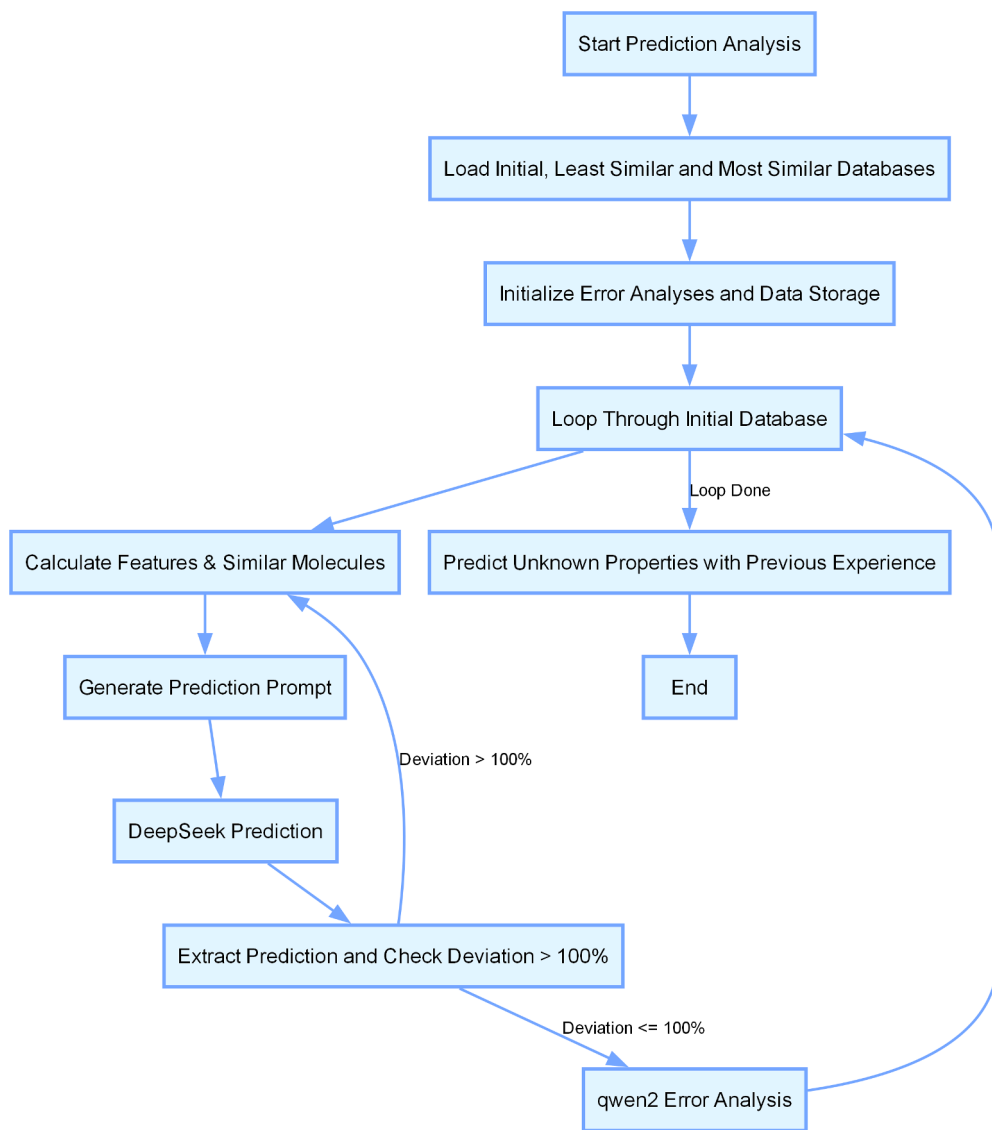 Start Prediction Analysis
Load Initial, Least Similar and Most Similar Databases
Initialize Error Analyses and Data Storage
Loop Through Initial Database
Loop Done
Calculate Features & Similar Molecules
Predict Unknown Properties with Previous Experience
Generate Prediction Prompt
End
Deviation > 100%
DeepSeek Prediction
Extract Prediction and Check Deviation > 100%
Deviation <= 100%
qwen2 Error Analysis